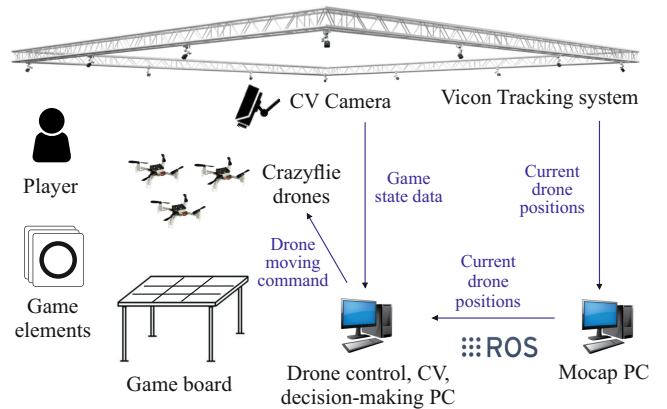 CV Camera
Vicon Tracking system
Player
Crazyflie
drones
Game
state data
Current
drone
positions
Drone
moving
command
Current
drone
positions
Game
elements
Game board
ROS
Drone control, CV,
decision-making PC
Mocap PC